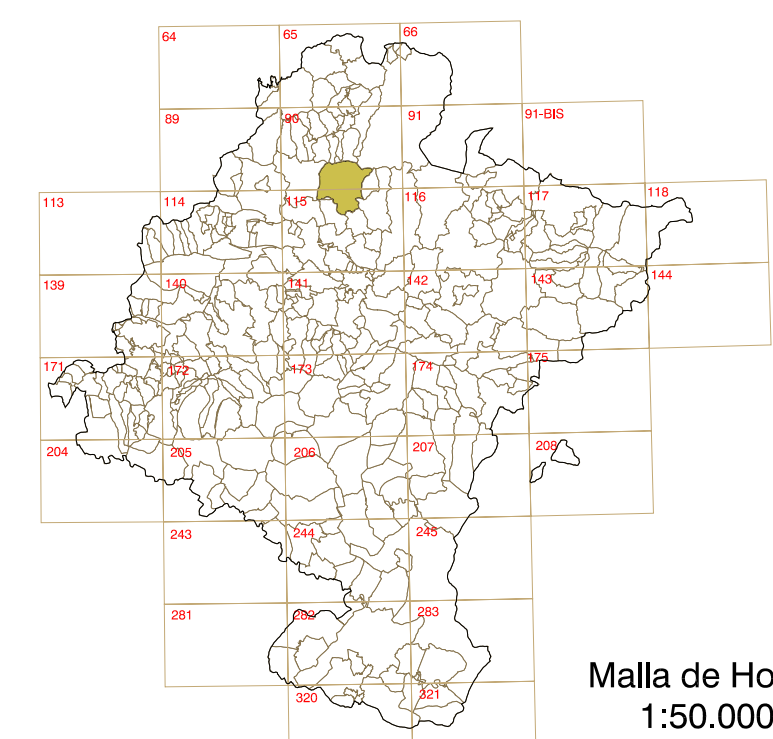 64 65 66
89 90 91 91-BIS
113 114 115 116 117 118
139 140 141 142 143 144
171 172 173 174 175
204 205 206 207 208
243 244 245
281 282 283
320 321
Malla de Ho
1:50.000